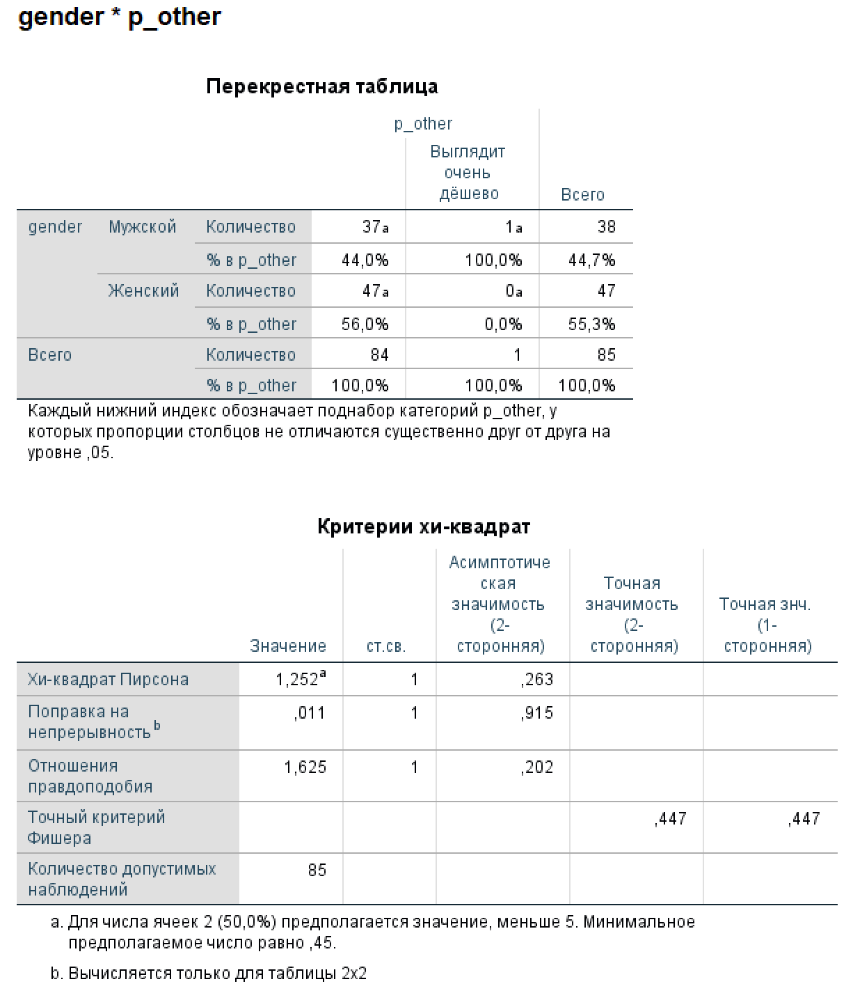 gender * p_other
Перекрестная таблица
p_other
Выглядит
очень
дёшево
Всего
gender Мужской Количество 37a 1a 38
% в p_other 44,0% 100,0% 44,7%
Женский Количество 47a 0a 47
% в p_other 56,0% 0,0% 55,3%
Всего Количество 84 1 85
% в p_other 100,0% 100,0% 100,0%
Каждый нижний индекс обозначает поднабор категорий p_other, у
которых пропорции столбцов не отличаются существенно друг от друга на
уровне ,05.
Критерии хи-квадрат
Значение
ст.св.
Асимптотиче
ская
значимость
(2-
сторонняя)
Точная
значимость
(2-
сторонняя)
Точная знч.
(1-
сторонняя)
Хи-квадрат Пирсона 1,252a 1 ,263
Поправка на
непрерывность b ,011 1 ,915
Отношения
правдоподобия 1,625 1 ,202
Точный критерий
Фишера ,447 ,447
Количество допустимых
наблюдений 85
a. Для числа ячеек 2 (50,0%) предполагается значение, меньше 5. Минимальное
предполагаемое число равно ,45.
b. Вычисляется только для таблицы 2x2